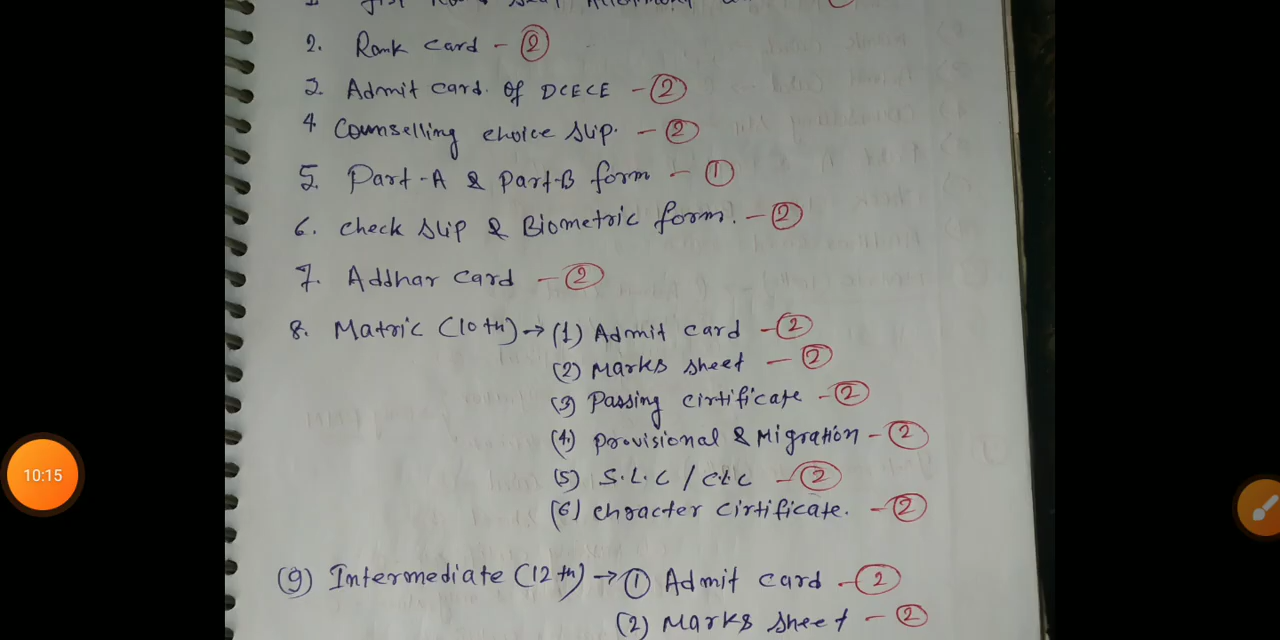 2. Rank card - ②
3. Admit card. Of DCECE - ②
4. Counselling choice slip. - ②
5. Part-A & Part-B form - ①
6. check slip & Biometric form. - ②
7. Addhar card - ②
8. Matric (10th) → (1) Admit card - ②
(2) Marks sheet - ②
(3) Passing cirtificate - ②
(4.) Provisional & Migration - ②
(5) S.L.C / CLC - ②
(6) Choracter Cirtificate. - ②
(9) Intermediate (12th) → ① Admit card - ②
(2) Marks sheet - ②
10:15